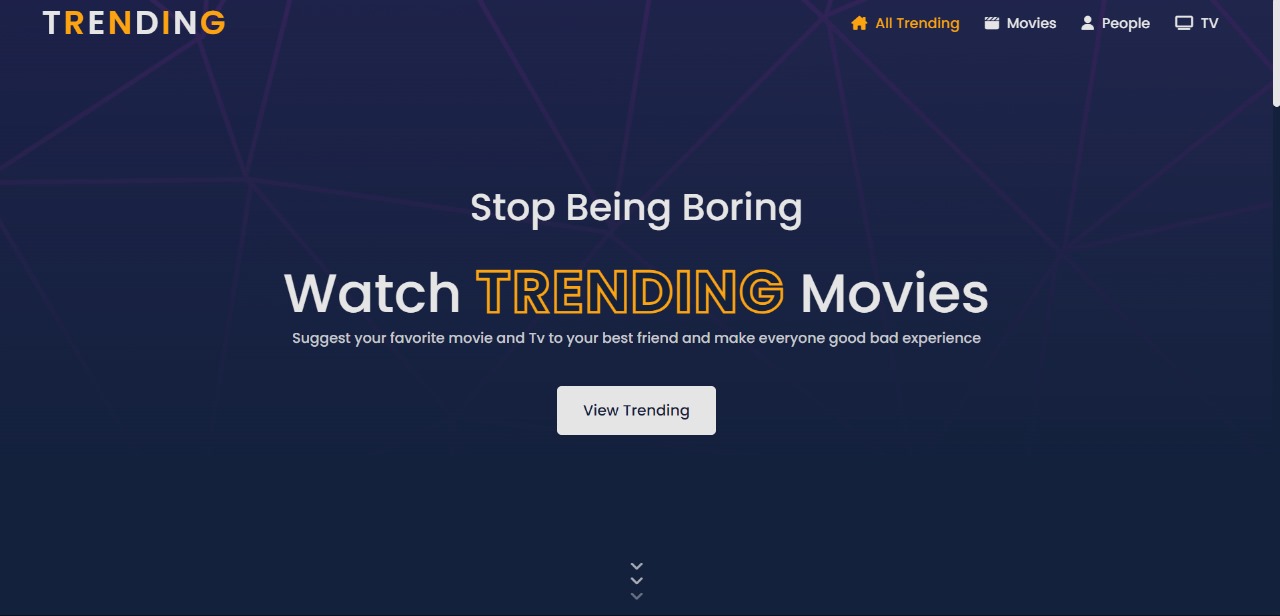 TRENDING
All Trending Movies People TV
Stop Being Boring
Watch TRENDING Movies
Suggest your favorite movie and Tv to your best friend and make everyone good bad experience
View Trending